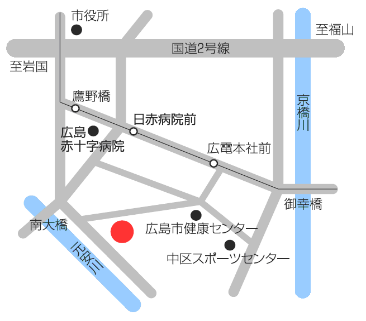 市役所
至福山
国道2号線
至岩国
鷹野橋
京橋川
日赤病院前
広島
赤十字病院
広電本社前
御幸橋
南大橋
広島市健康センター
元安川
中区スポーツセンター